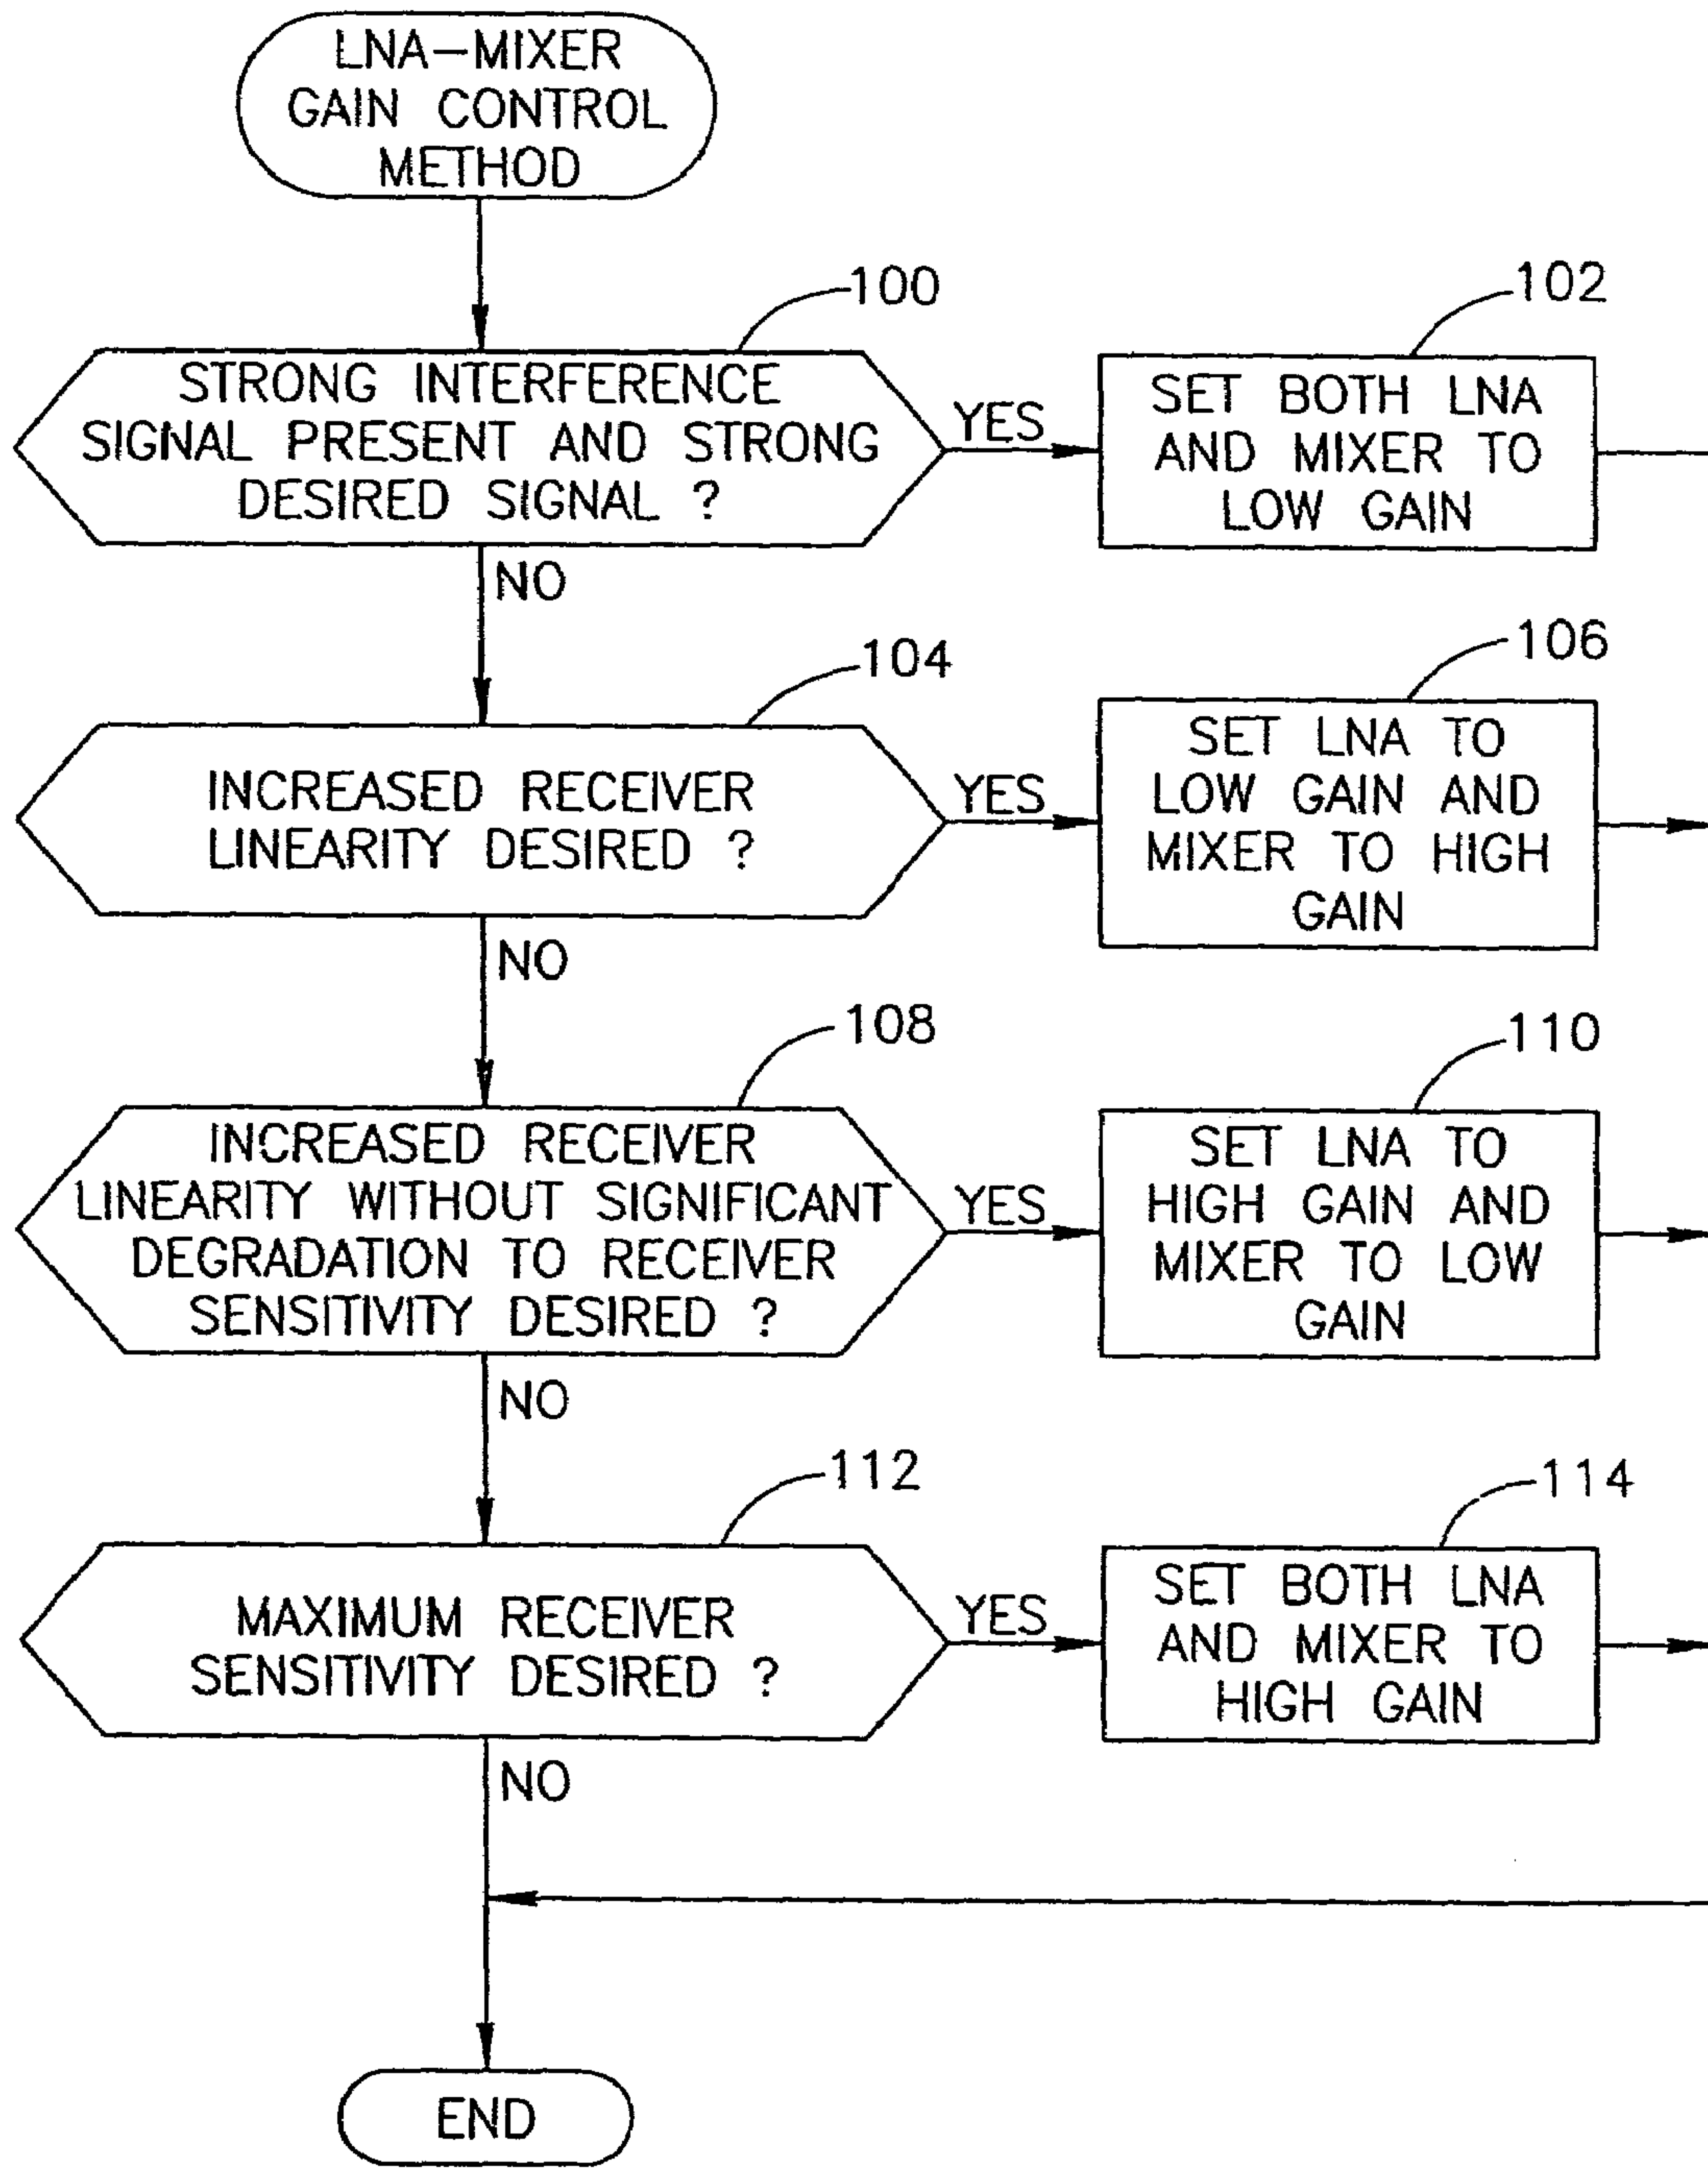 LNA-MIXER
GAIN CONTROL
METHOD
100
STRONG INTERFERENCE
SIGNAL PRESENT AND STRONG
DESIRED SIGNAL ?
YES
102
SET BOTH LNA
AND MIXER TO
LOW GAIN
NO
104
INCREASED RECEIVER
LINEARITY DESIRED ?
YES
106
SET LNA TO
LOW GAIN AND
MIXER TO HIGH
GAIN
NO
108
INCREASED RECEIVER
LINEARITY WITHOUT SIGNIFICANT
DEGRADATION TO RECEIVER
SENSITIVITY DESIRED ?
YES
110
SET LNA TO
HIGH GAIN AND
MIXER TO LOW
GAIN
NO
112
MAXIMUM RECEIVER
SENSITIVITY DESIRED ?
YES
114
SET BOTH LNA
AND MIXER TO
HIGH GAIN
NO
END